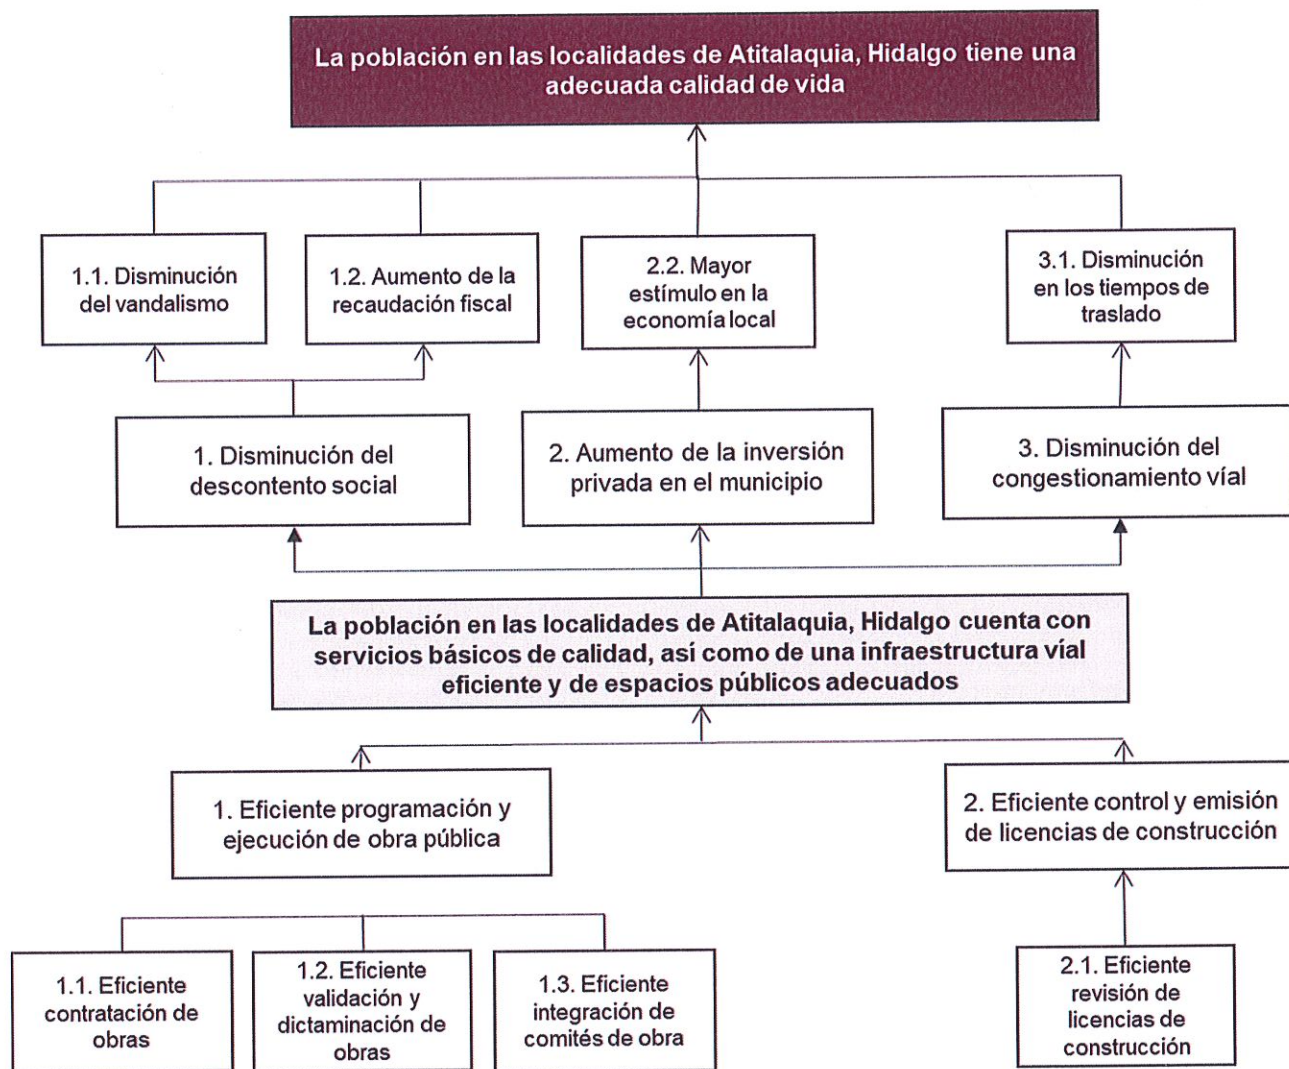 La población en las localidades de Atitalaquia, Hidalgo tiene una
adecuada calidad de vida
1.1. Disminución
del vandalismo
1.2. Aumento de la
recaudación fiscal
2.2. Mayor
estímulo en la
economía local
3.1. Disminución
en los tiempos de
traslado
1. Disminución del
descontento social
2. Aumento de la inversión
privada en el municipio
3. Disminución del
congestionamiento víal
La población en las localidades de Atitalaquia, Hidalgo cuenta con
servicios básicos de calidad, así como de una infraestructura víal
eficiente y de espacios públicos adecuados
1. Eficiente programación y
ejecución de obra pública
2. Eficiente control y emisión
de licencias de construcción
1.1. Eficiente
contratación de
obras
1.2. Eficiente
validación y
dictaminación de
obras
1.3. Eficiente
integración de
comités de obra
2.1. Eficiente
revisión de
licencias de
construcción